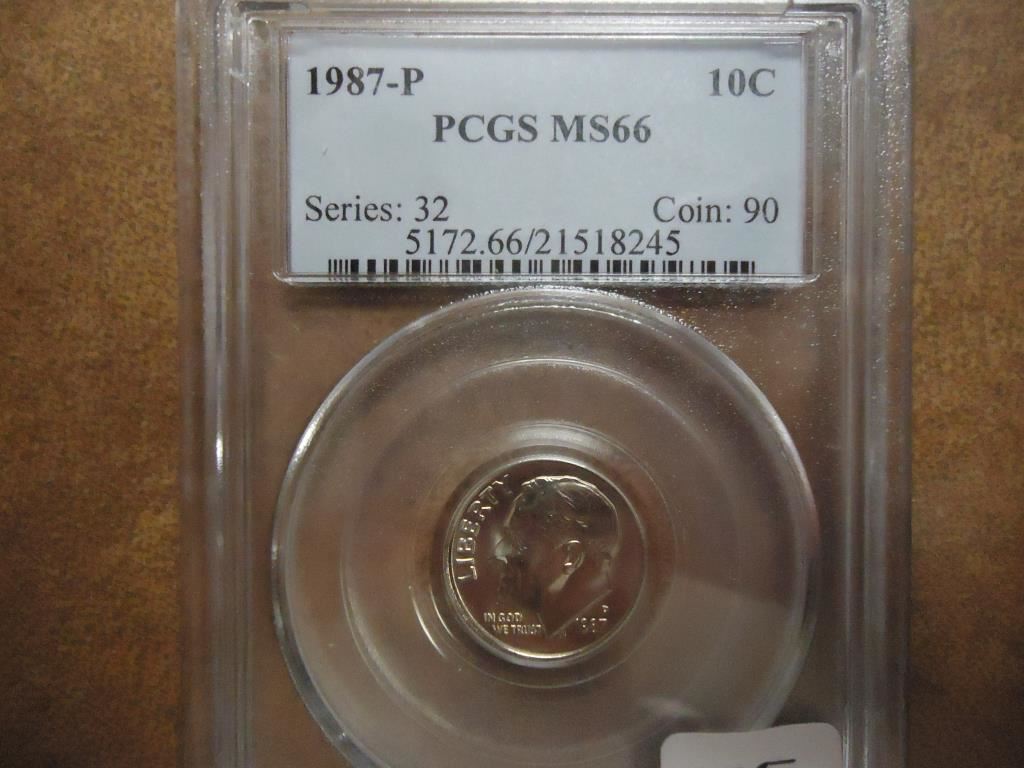 1987-P 10C
PCGS MS66
Series: 32 Coin: 90
5172.66/21518245
LIBERTY
IN GOD
WE TRUST
P
1987